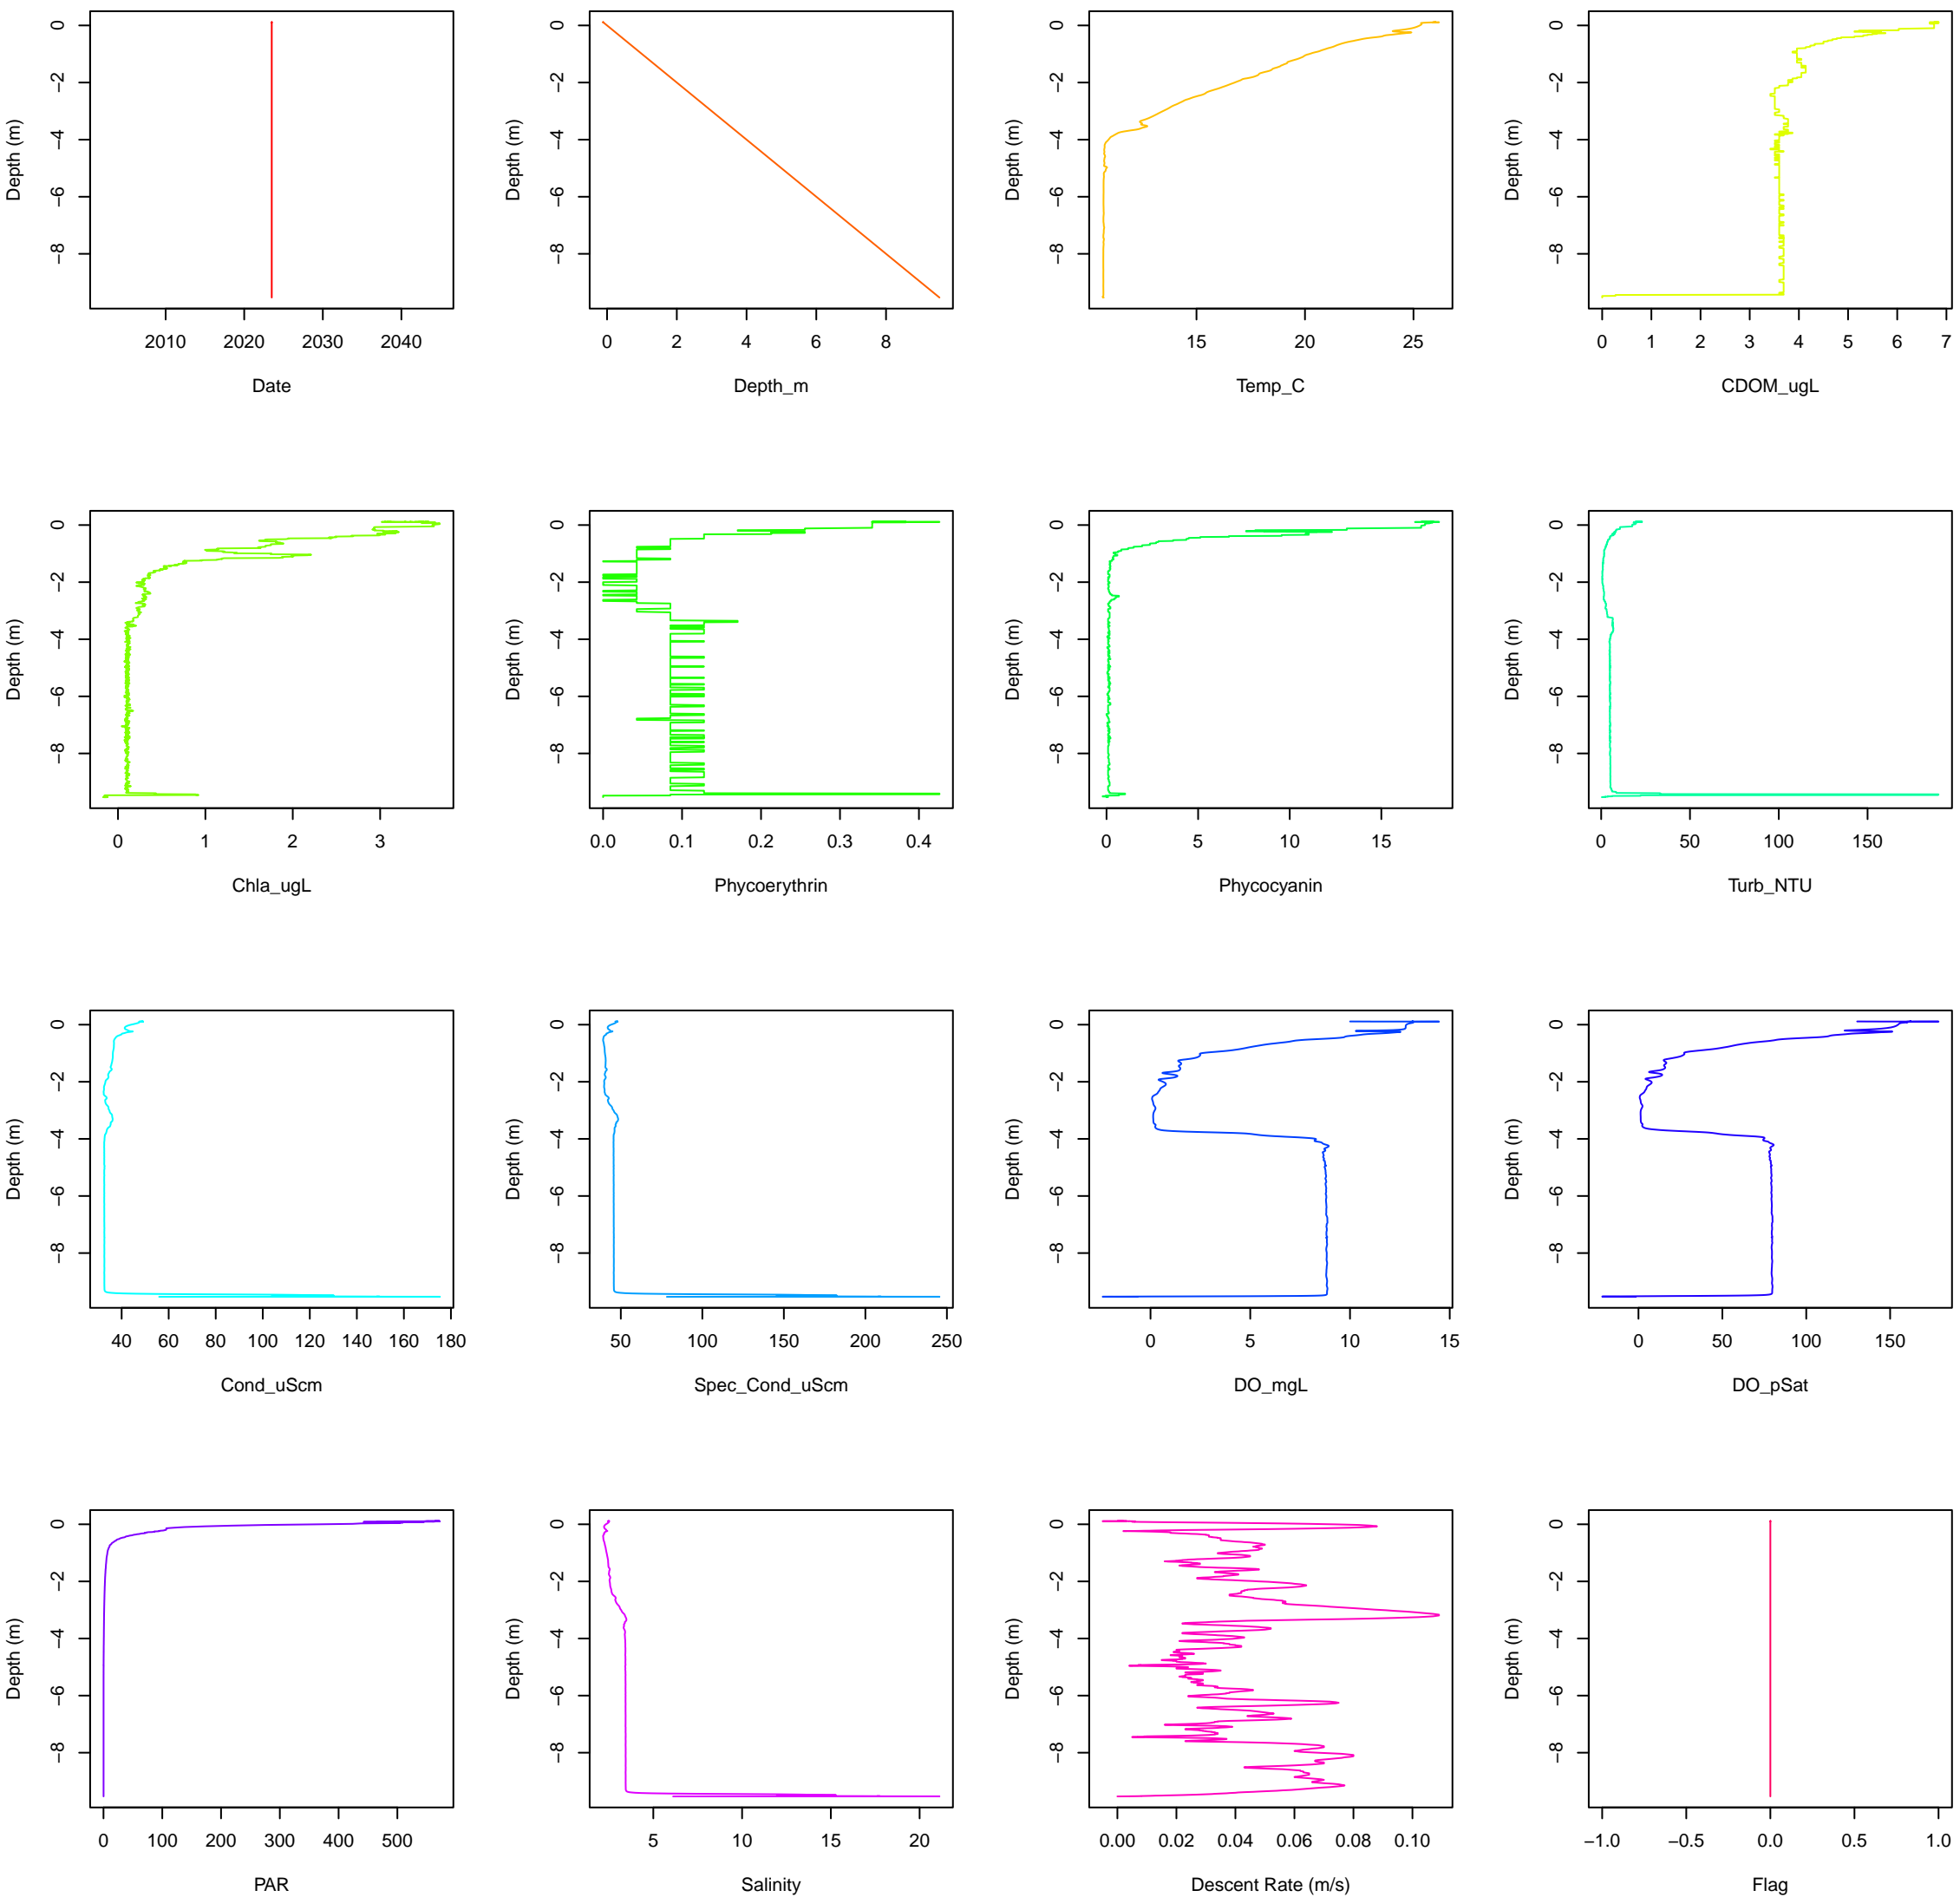 Depth (m)
0
−2
−4
−6
−8
2010 2020 2030 2040
Date
Depth (m)
0
−2
−4
−6
−8
0 2 4 6 8
Depth_m
Depth (m)
0
−2
−4
−6
−8
15 20 25
Temp_C
Depth (m)
0
−2
−4
−6
−8
0 1 2 3 4 5 6 7
CDOM_ugL
Depth (m)
0
−2
−4
−6
−8
0 1 2 3
Chla_ugL
Depth (m)
0
−2
−4
−6
−8
0.0 0.1 0.2 0.3 0.4
Phycoerythrin
Depth (m)
0
−2
−4
−6
−8
0 5 10 15
Phycocyanin
Depth (m)
0
−2
−4
−6
−8
0 50 100 150
Turb_NTU
Depth (m)
0
−2
−4
−6
−8
40 60 80 100 120 140 160 180
Cond_uScm
Depth (m)
0
−2
−4
−6
−8
50 100 150 200 250
Spec_Cond_uScm
Depth (m)
0
−2
−4
−6
−8
0 5 10 15
DO_mgL
Depth (m)
0
−2
−4
−6
−8
0 50 100 150
DO_pSat
Depth (m)
0
−2
−4
−6
−8
0 100 200 300 400 500
PAR
Depth (m)
0
−2
−4
−6
−8
5 10 15 20
Salinity
Depth (m)
0
−2
−4
−6
−8
0.00 0.02 0.04 0.06 0.08 0.10
Descent Rate (m/s)
Depth (m)
0
−2
−4
−6
−8
−1.0 −0.5 0.0 0.5 1.0
Flag